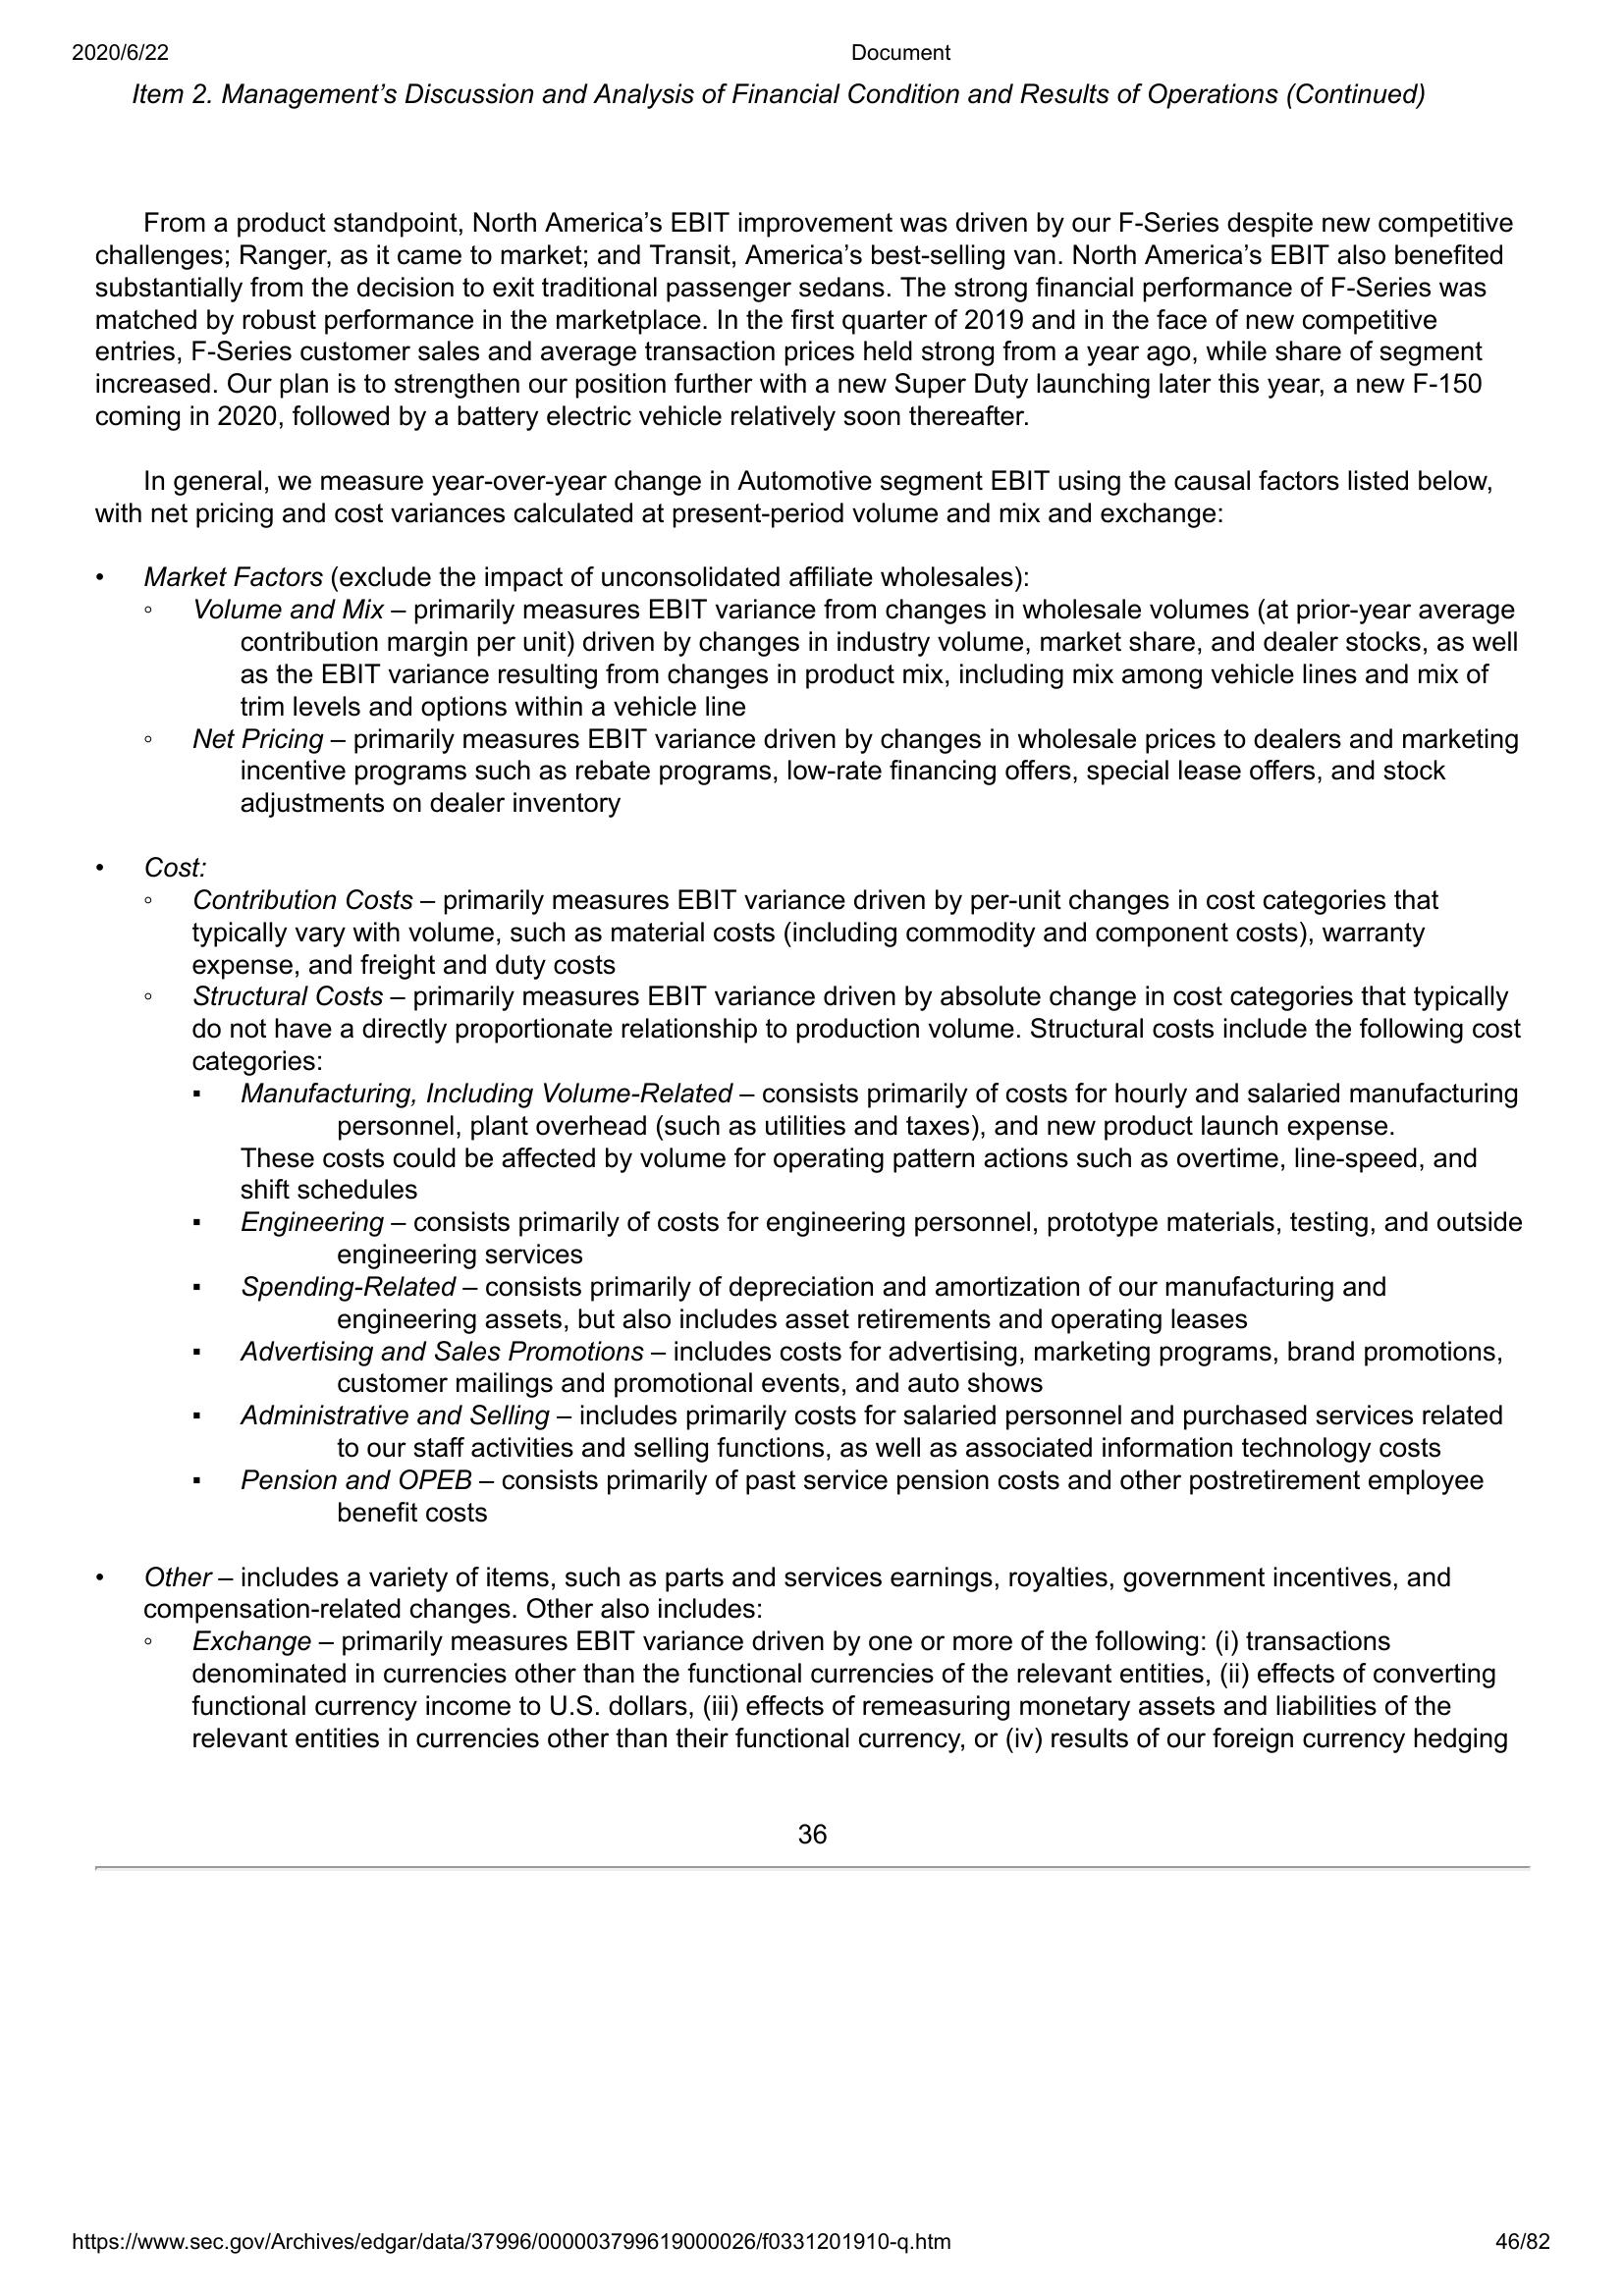 2020/6/22 Document
Item 2. Management’s Discussion and Analysis of Financial Condition and Results of Operations (Continued)
From a product standpoint, North America’s EBIT improvement was driven by our F-Series despite new competitive
challenges; Ranger, as it came to market; and Transit, America’s best-selling van. North America’s EBIT also benefited
substantially from the decision to exit traditional passenger sedans. The strong financial performance of F-Series was
matched by robust performance in the marketplace. In the first quarter of 2019 and in the face of new competitive
entries, F-Series customer sales and average transaction prices held strong from a year ago, while share of segment
increased. Our plan is to strengthen our position further with a new Super Duty launching later this year, a new F-150
coming in 2020, followed by a battery electric vehicle relatively soon thereafter.
In general, we measure year-over-year change in Automotive segment EBIT using the causal factors listed below,
with net pricing and cost variances calculated at present-period volume and mix and exchange:
• Market Factors (exclude the impact of unconsolidated affiliate wholesales):
◦ Volume and Mix – primarily measures EBIT variance from changes in wholesale volumes (at prior-year average
contribution margin per unit) driven by changes in industry volume, market share, and dealer stocks, as well
as the EBIT variance resulting from changes in product mix, including mix among vehicle lines and mix of
trim levels and options within a vehicle line
◦ Net Pricing – primarily measures EBIT variance driven by changes in wholesale prices to dealers and marketing
incentive programs such as rebate programs, low-rate financing offers, special lease offers, and stock
adjustments on dealer inventory
• Cost:
◦ Contribution Costs – primarily measures EBIT variance driven by per-unit changes in cost categories that
typically vary with volume, such as material costs (including commodity and component costs), warranty
expense, and freight and duty costs
◦ Structural Costs – primarily measures EBIT variance driven by absolute change in cost categories that typically
do not have a directly proportionate relationship to production volume. Structural costs include the following cost
categories:
▪ Manufacturing, Including Volume-Related – consists primarily of costs for hourly and salaried manufacturing
personnel, plant overhead (such as utilities and taxes), and new product launch expense.
These costs could be affected by volume for operating pattern actions such as overtime, line-speed, and
shift schedules
▪ Engineering – consists primarily of costs for engineering personnel, prototype materials, testing, and outside
engineering services
▪ Spending-Related – consists primarily of depreciation and amortization of our manufacturing and
engineering assets, but also includes asset retirements and operating leases
▪ Advertising and Sales Promotions – includes costs for advertising, marketing programs, brand promotions,
customer mailings and promotional events, and auto shows
▪ Administrative and Selling – includes primarily costs for salaried personnel and purchased services related
to our staff activities and selling functions, as well as associated information technology costs
▪ Pension and OPEB – consists primarily of past service pension costs and other postretirement employee
benefit costs
• Other – includes a variety of items, such as parts and services earnings, royalties, government incentives, and
compensation-related changes. Other also includes:
◦ Exchange – primarily measures EBIT variance driven by one or more of the following: (i) transactions
denominated in currencies other than the functional currencies of the relevant entities, (ii) effects of converting
functional currency income to U.S. dollars, (iii) effects of remeasuring monetary assets and liabilities of the
relevant entities in currencies other than their functional currency, or (iv) results of our foreign currency hedging
36
https://www.sec.gov/Archives/edgar/data/37996/000003799619000026/f0331201910-q.htm 46/82